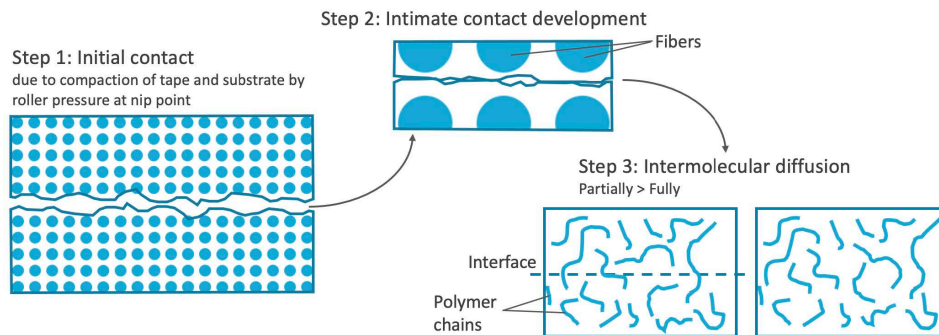 Step 1: Initial contact
due to compaction of tape and substrate by
roller pressure at nip point
Step 2: Intimate contact development
Fibers
Step 3: Intermolecular diffusion
Partially > Fully
Interface
Polymer
chains